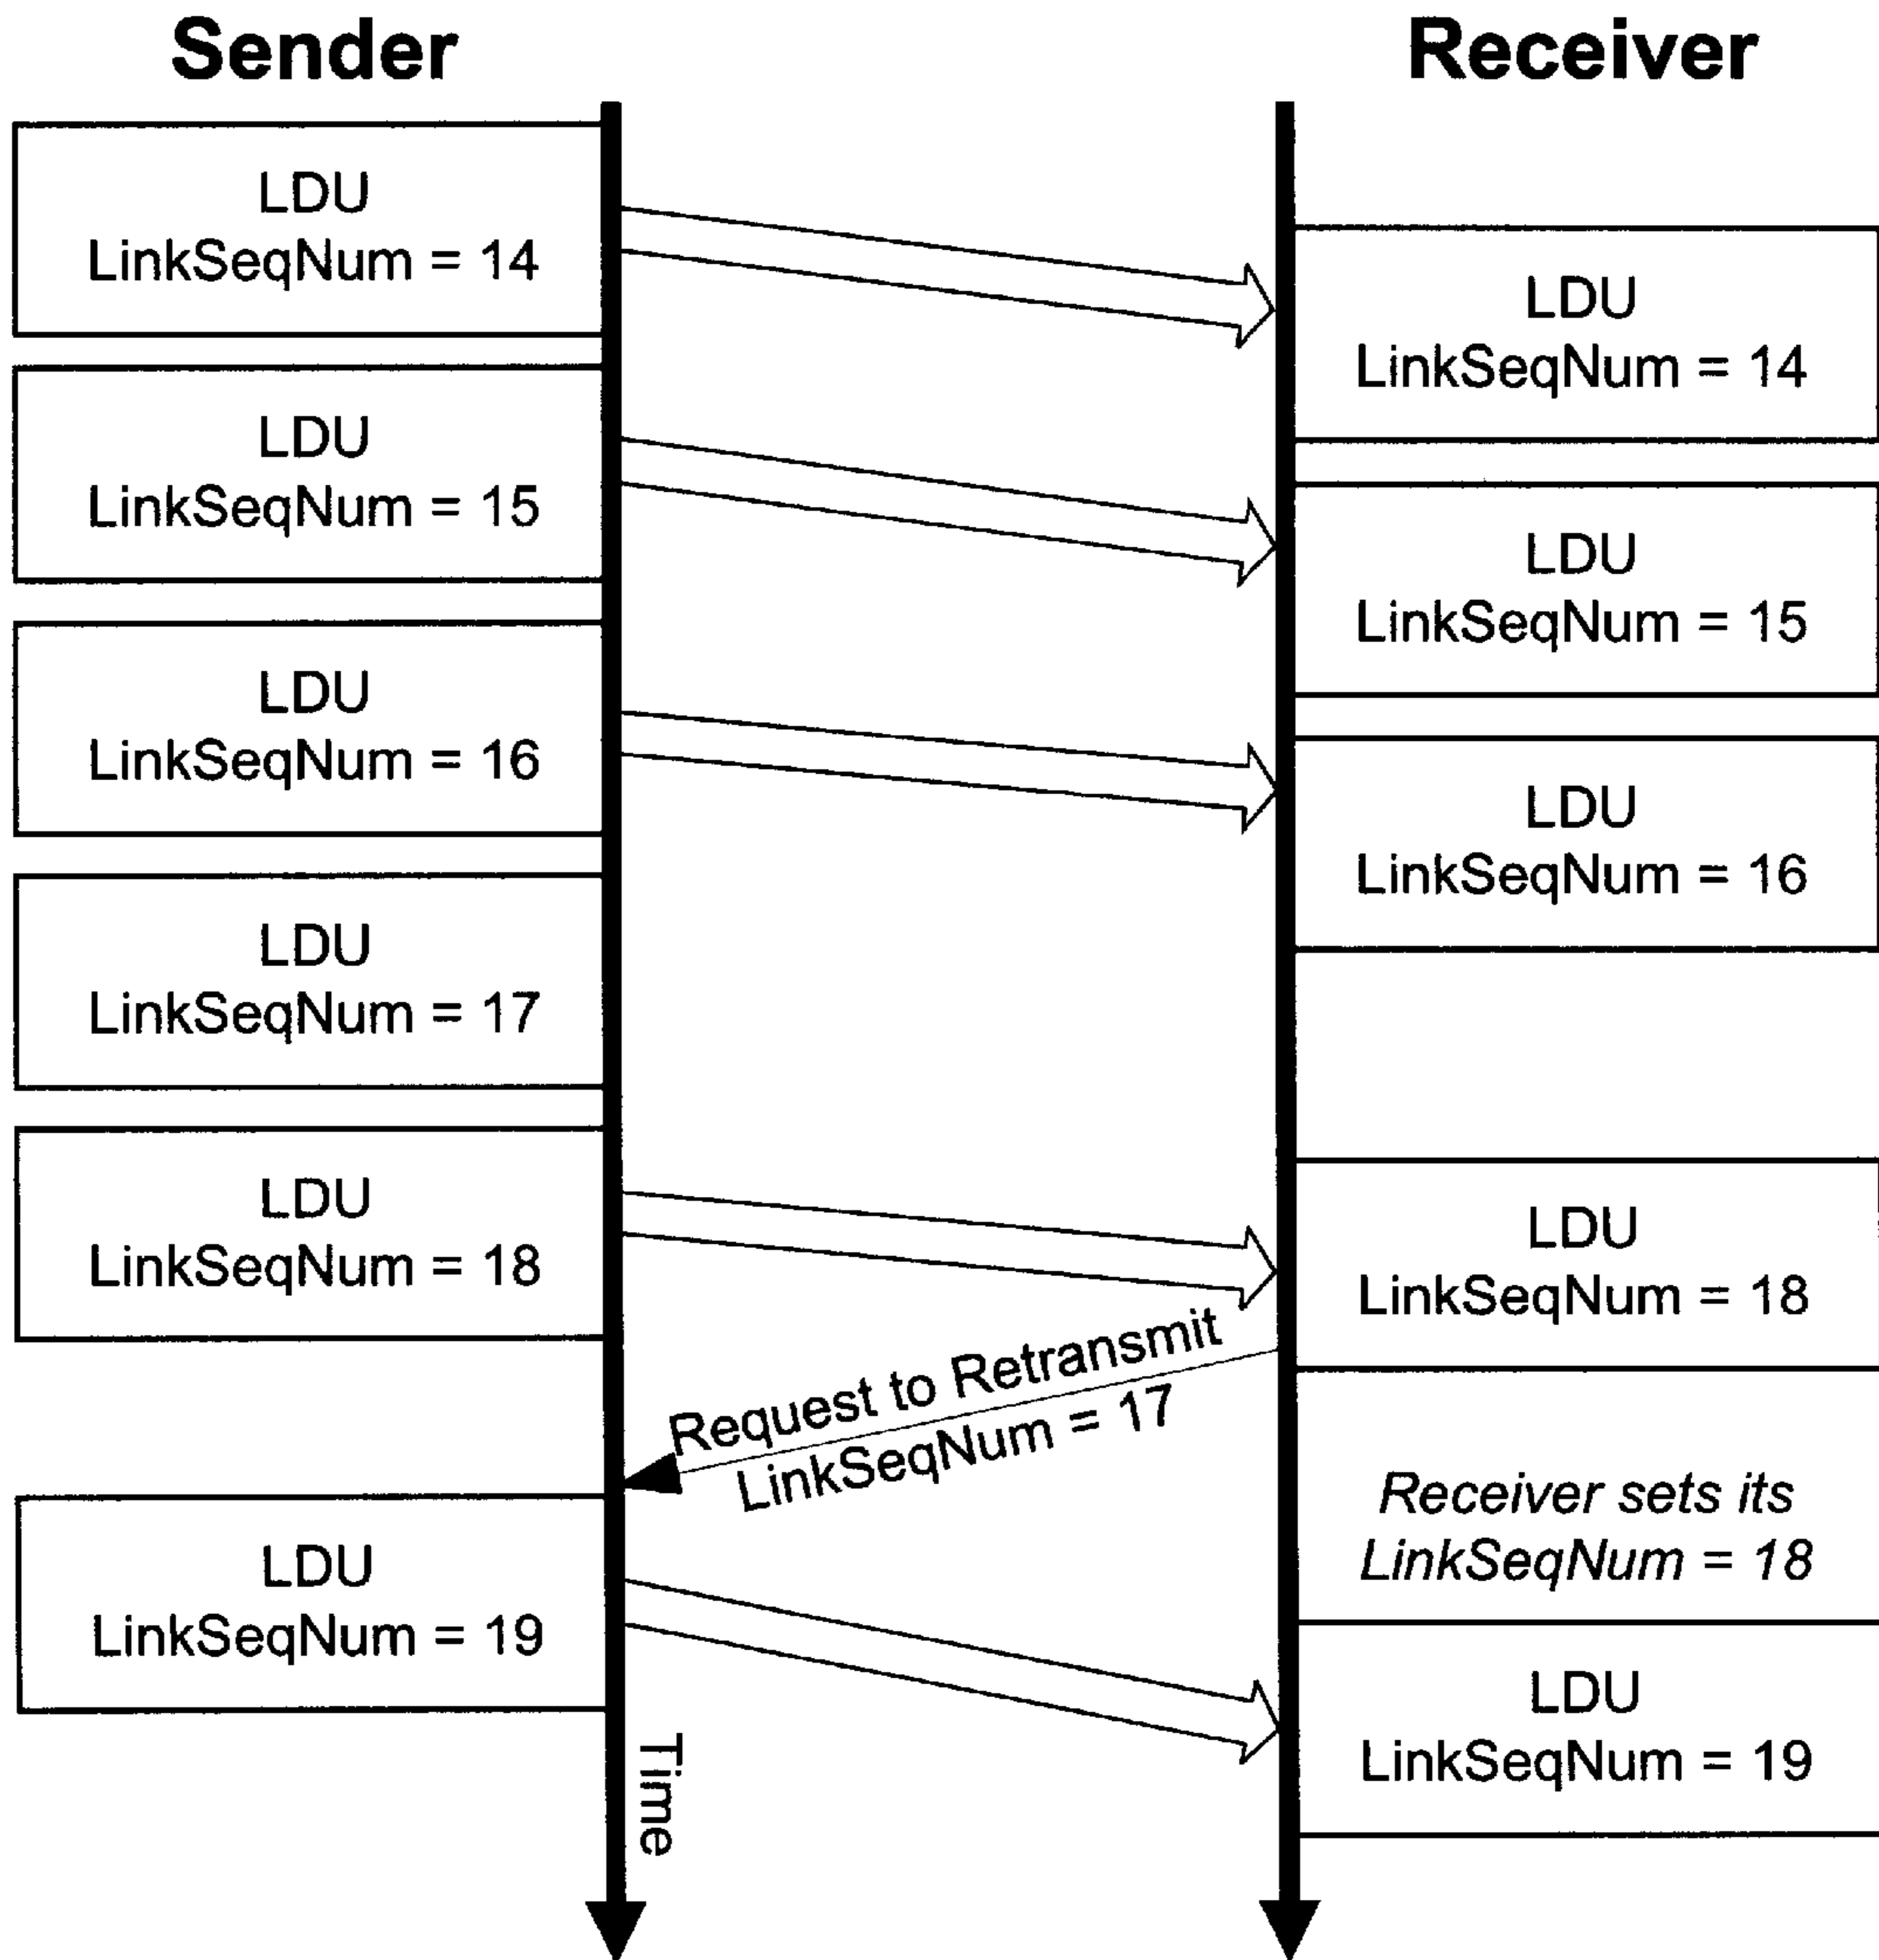 Sender
Receiver
LDU
LinkSeqNum = 14
LDU
LinkSeqNum = 14
LDU
LinkSeqNum = 15
LDU
LinkSeqNum = 15
LDU
LinkSeqNum = 16
LDU
LinkSeqNum = 16
LDU
LinkSeqNum = 17
LDU
LinkSeqNum = 18
LDU
LinkSeqNum = 18
Request to Retransmit
LinkSeqNum = 17
Receiver sets its
LinkSeqNum = 18
LDU
LinkSeqNum = 19
LDU
LinkSeqNum = 19
Time